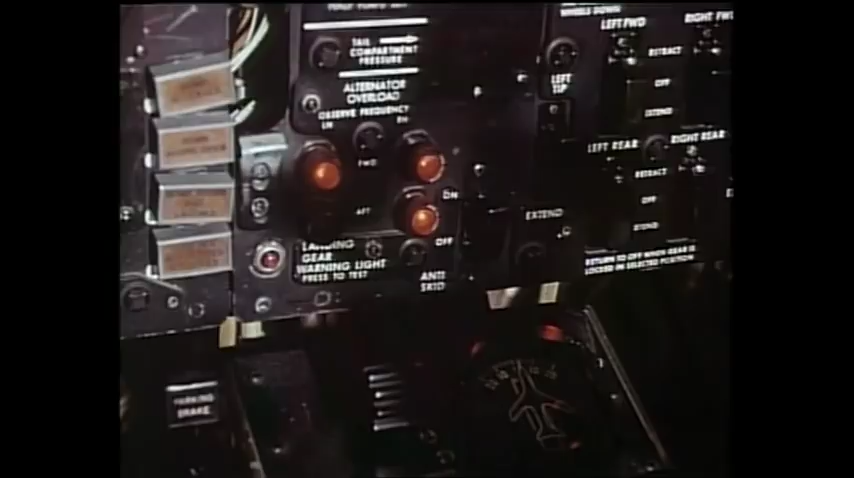 TAIL
COMPARTMENT
PRESSURE
ALTERNATOR
OVERLOAD
OBSERVE FREQUENCY
LH
RH
FWD
AFT
ON
OFF
LANDING
GEAR
WARNING LIGHT
PRESS TO TEST
ANTI
SKID
PARKING
BRAKE
WHEELS DOWN
LEFT FWD
RIGHT FWD
RETRACT
OFF
EXTEND
LEFT
TIP
LEFT REAR
RIGHT REAR
RETRACT
OFF
EXTEND
EXTEND
RETURN TO OFF WHEN GEAR IS
LOCKED IN SELECTED POSITION